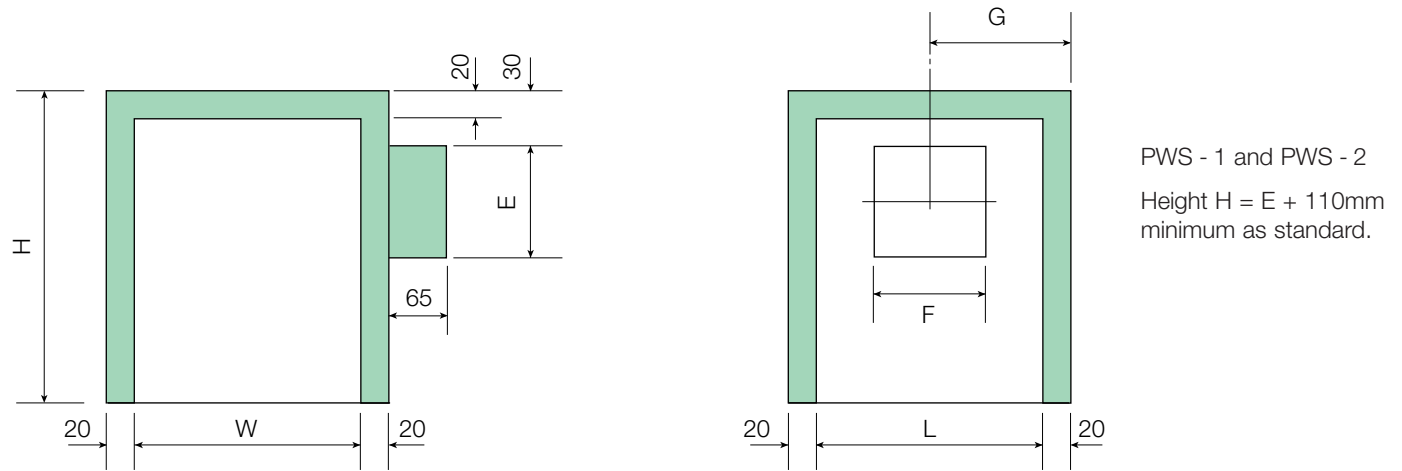 G
20
30
H
E
65
F
PWS - 1 and PWS - 2
Height H = E + 110mm
minimum as standard.
20
W
20
20
L
20